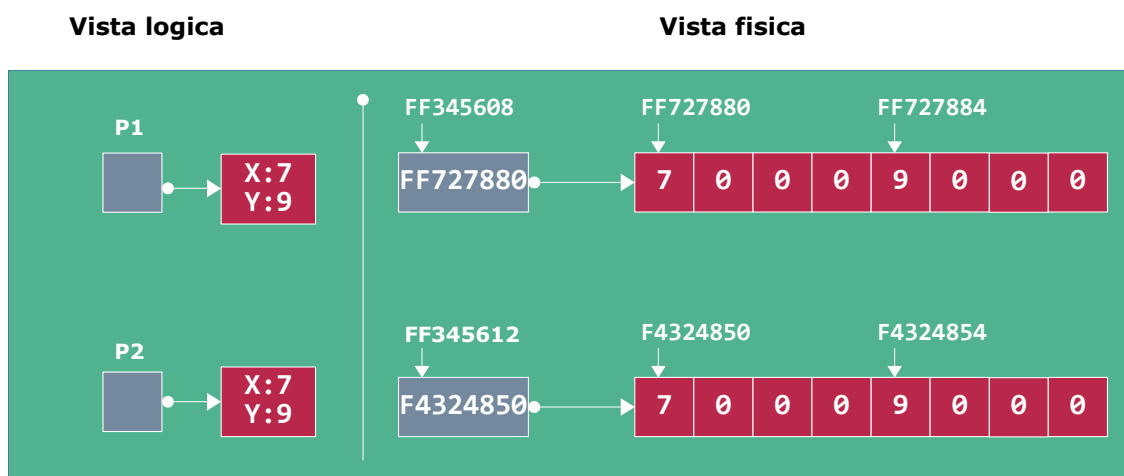 Vista logica
Vista fisica
P1
X:7
Y:9
FF345608
FF727880
FF727884
FF727880
7 0 0 0 9 0 0 0
P2
X:7
Y:9
FF345612
F4324850
F4324854
F4324850
7 0 0 0 9 0 0 0